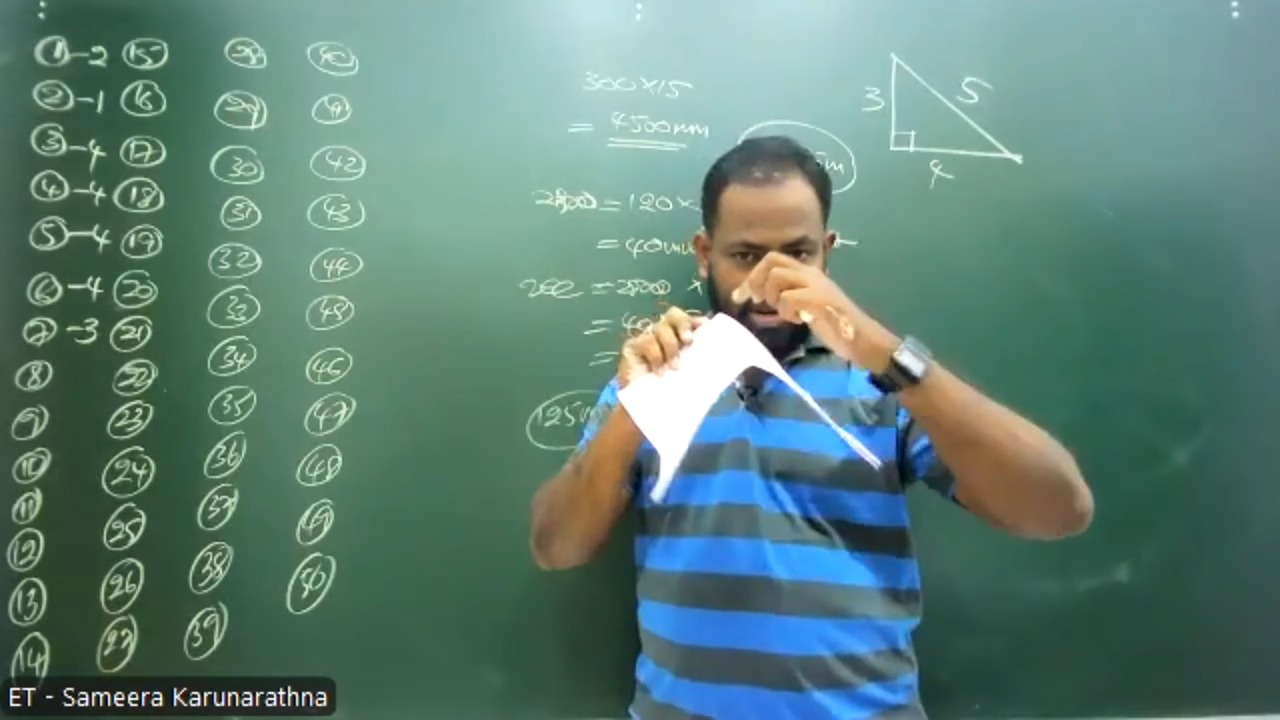 ①-2 ⑮ ㉘ ㊵
②-1 ⑯ ㉙ ㊶
③-4 ⑰ ㉚ ㊷
④-4 ⑱ ㉛ ㊸
⑤-4 ⑲ ㉜ ㊹
⑥-4 ⑳ ㉝ ㊺
⑦-3 ㉑ ㉞ ㊻
⑧ ㉒ ㉟ ㊼
⑨ ㉓ ㊱ ㊽
⑩ ㉔ ㊲ ㊾
⑪ ㉕ ㊳ ㊿
⑫ ㉖ ㊴
⑬ ㉗
⑭
300×15
= 4500mm
= 120×
= 40mm
=
125
3 5
4
ET - Sameera Karunarathna